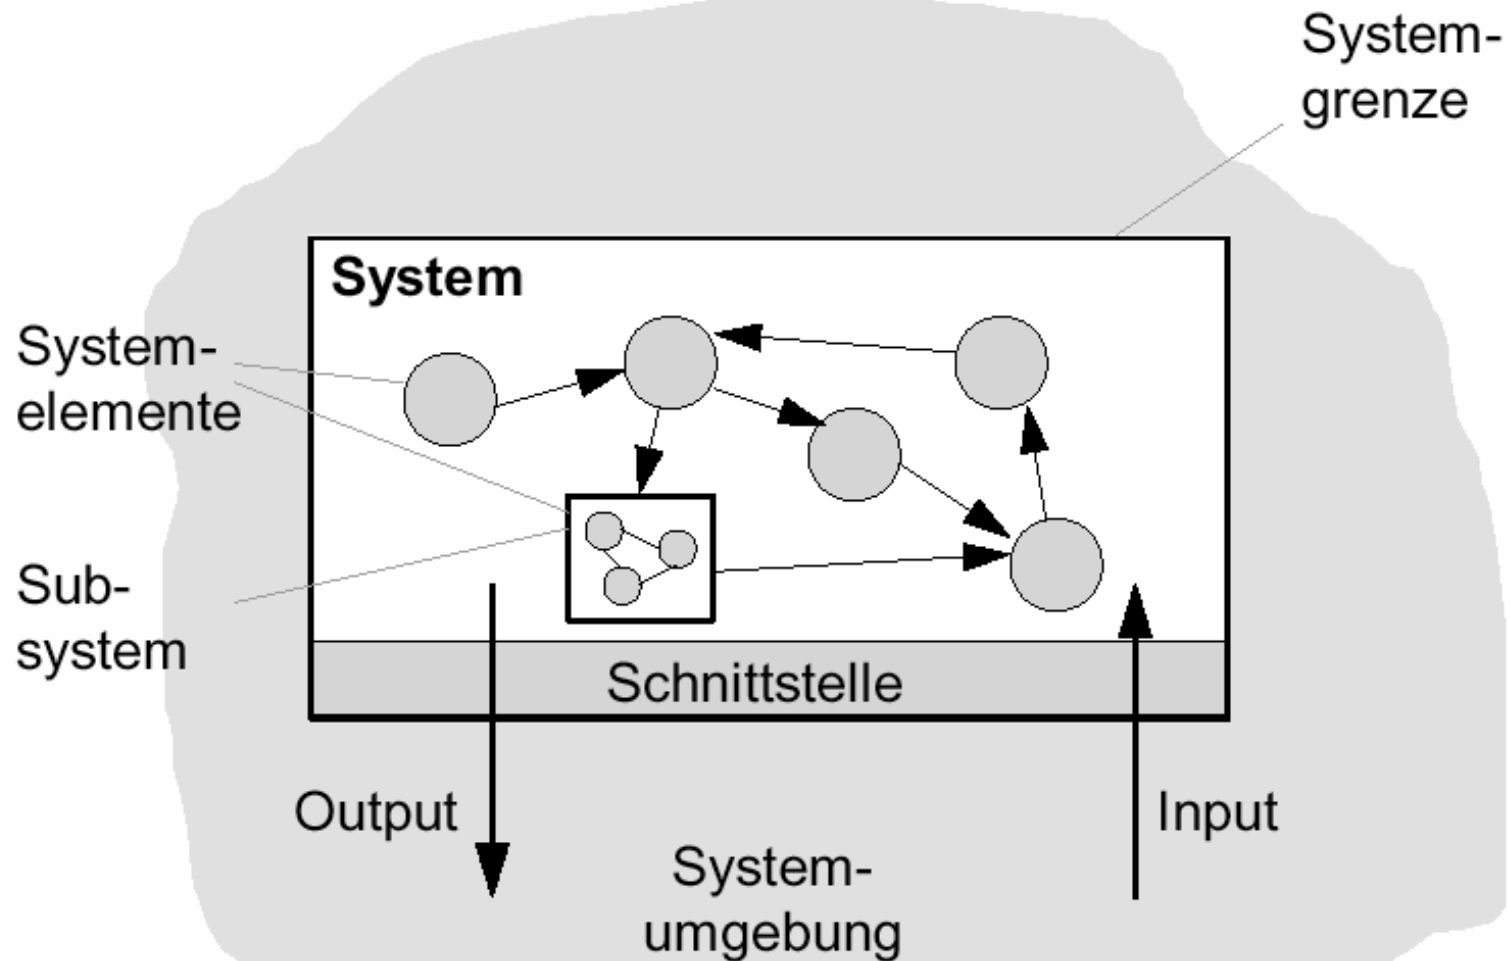 System-
grenze
System
System-
elemente
Sub-
system
Schnittstelle
Output
Input
System-
umgebung